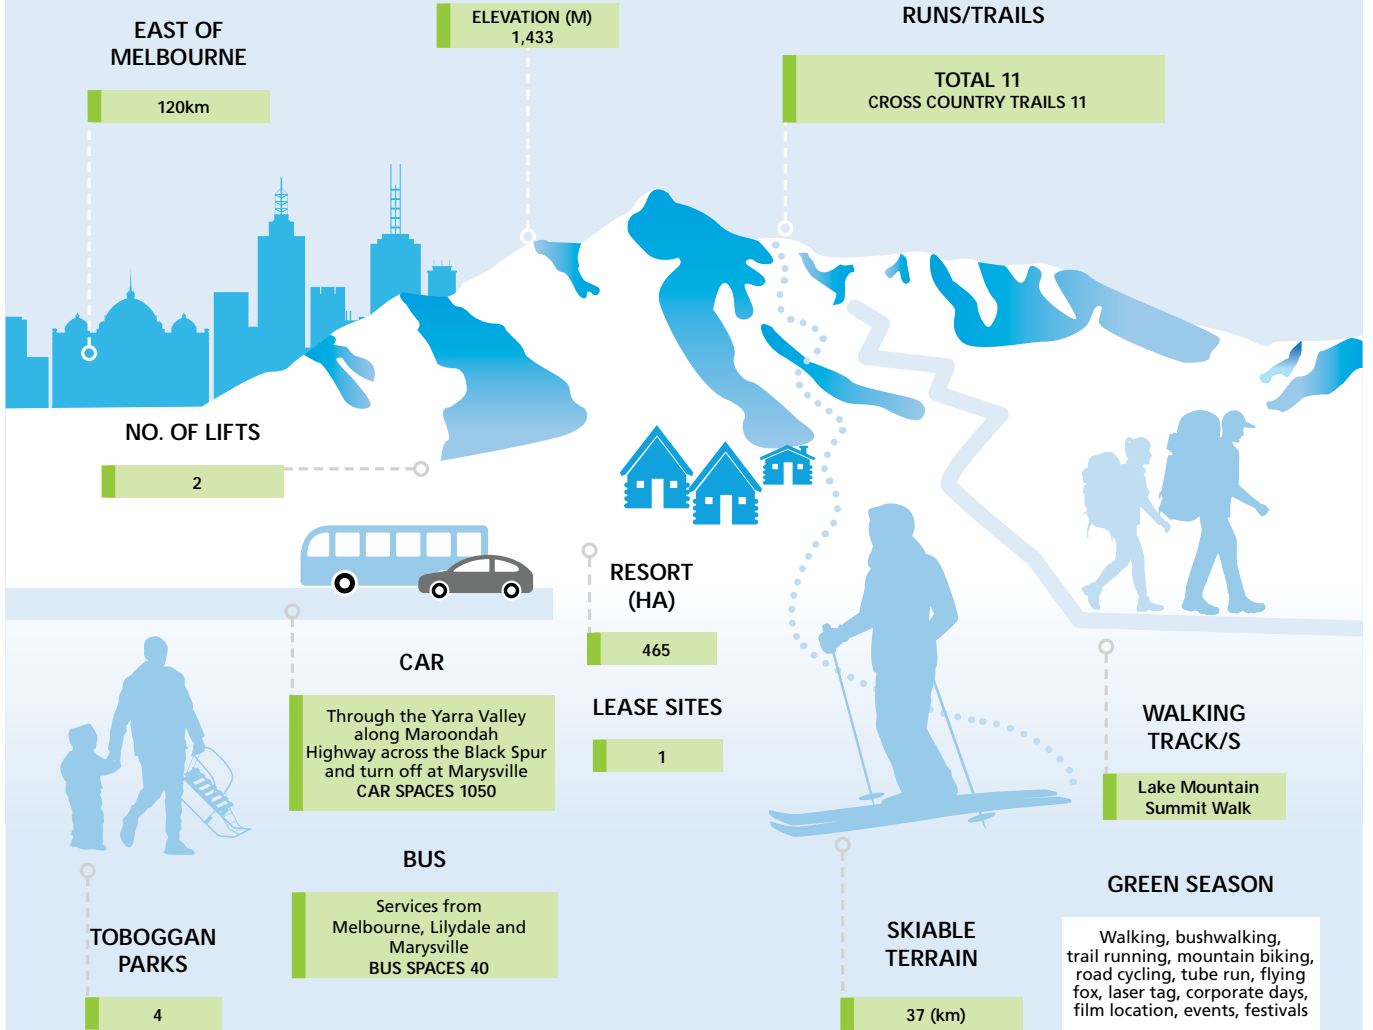 EAST OF
MELBOURNE
120km
ELEVATION (M)
1,433
RUNS/TRAILS
TOTAL 11
CROSS COUNTRY TRAILS 11
NO. OF LIFTS
2
RESORT
(HA)
465
LEASE SITES
1
CAR
Through the Yarra Valley
along Maroondah
Highway across the Black Spur
and turn off at Marysville
CAR SPACES 1050
BUS
Services from
Melbourne, Lilydale and
Marysville
BUS SPACES 40
TOBOGGAN
PARKS
4
SKIABLE
TERRAIN
37 (km)
WALKING
TRACK/S
Lake Mountain
Summit Walk
GREEN SEASON
Walking, bushwalking,
trail running, mountain biking,
road cycling, tube run, flying
fox, laser tag, corporate days,
film location, events, festivals